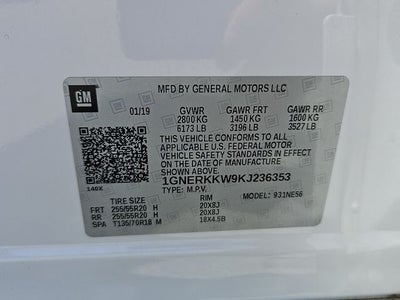 GM
MFD BY GENERAL MOTORS LLC
01/19 GVWR GAWR FRT GAWR RR
2800 KG 1450 KG 1600 KG
6173 LB 3196 LB 3527 LB
THIS VEHICLE CONFORMS TO ALL
APPLICABLE U.S. FEDERAL MOTOR
VEHICLE SAFETY STANDARDS IN EFFECT
ON THE DATE OF MANUFACTURE
SHOWN ABOVE.
1GNERKKW9KJ236353
140X TYPE: M.P.V. MODEL: 931NE56
TIRE SIZE RIM
FRT 255/55R20 H 20X8J
RR 255/55R20 H 20X8J
SPA T135/70R18 M 18X4.5B